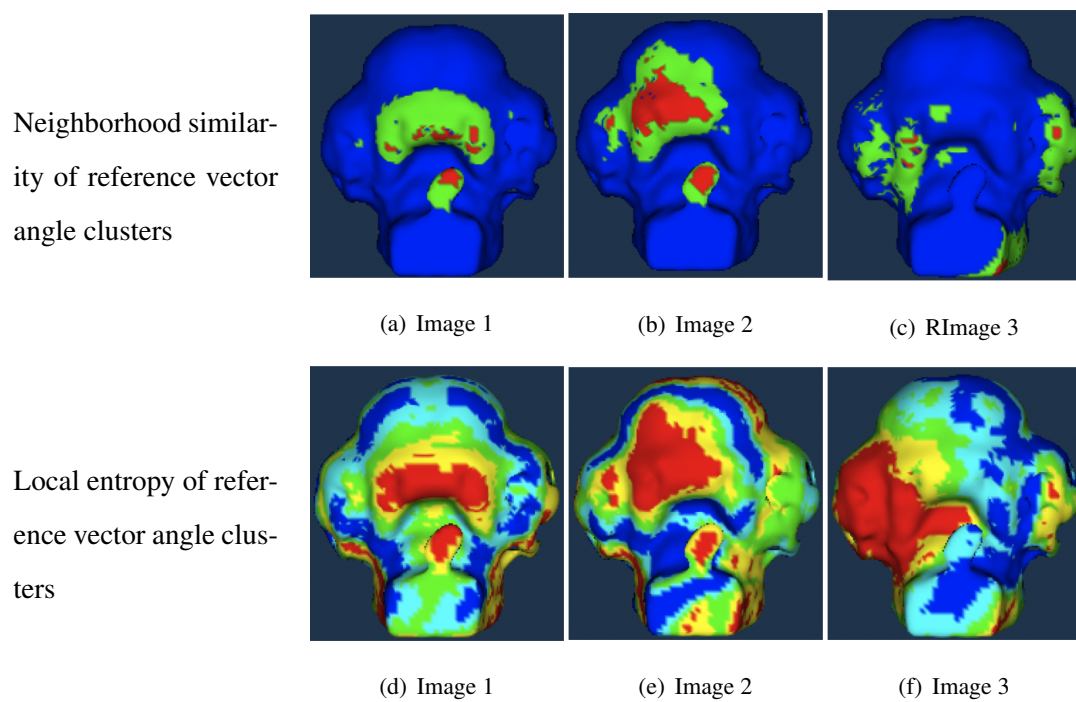 Neighborhood similar-
ity of reference vector
angle clusters
(a) Image 1
(b) Image 2
(c) RImage 3
Local entropy of refer-
ence vector angle clus-
ters
(d) Image 1
(e) Image 2
(f) Image 3